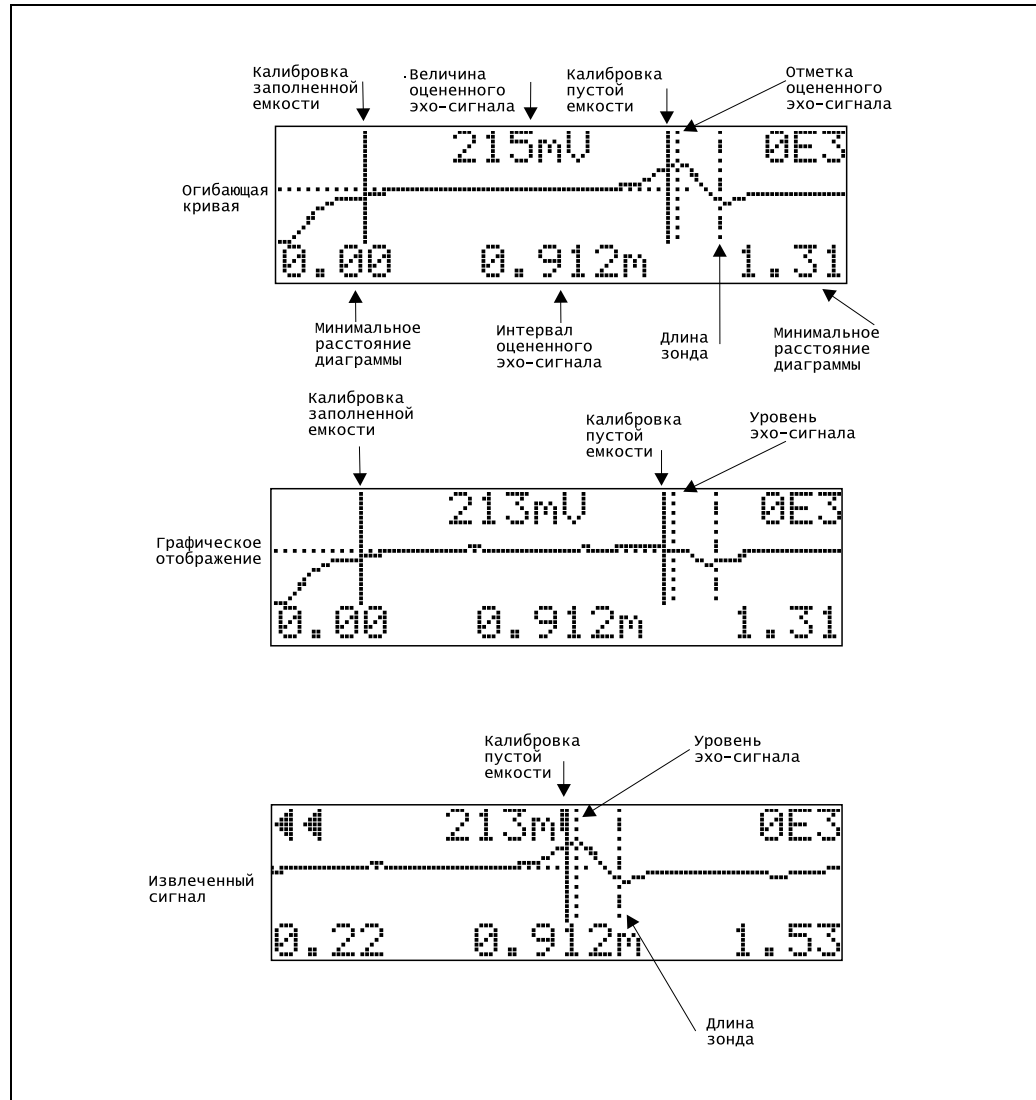 Калибровка
заполненной
емкости
.Величина
оцененного
эхо-сигнала
Калибровка
пустой
емкости
Отметка
оцененного
эхо-сигнала
215mV
0E3
Огибающая
кривая
0.00
0.912m
1.31
Минимальное
расстояние
диаграммы
Интервал
оцененного
эхо-сигнала
Длина
зонда
Минимальное
расстояние
диаграммы
Калибровка
заполненной
емкости
Калибровка
пустой
емкости
Уровень
эхо-сигнала
213mV
0E3
Графическое
отображение
0.00
0.912m
1.31
Калибровка
пустой
емкости
Уровень
эхо-сигнала
213m
0E3
Извлеченный
сигнал
0.22
0.912m
1.53
Длина
зонда